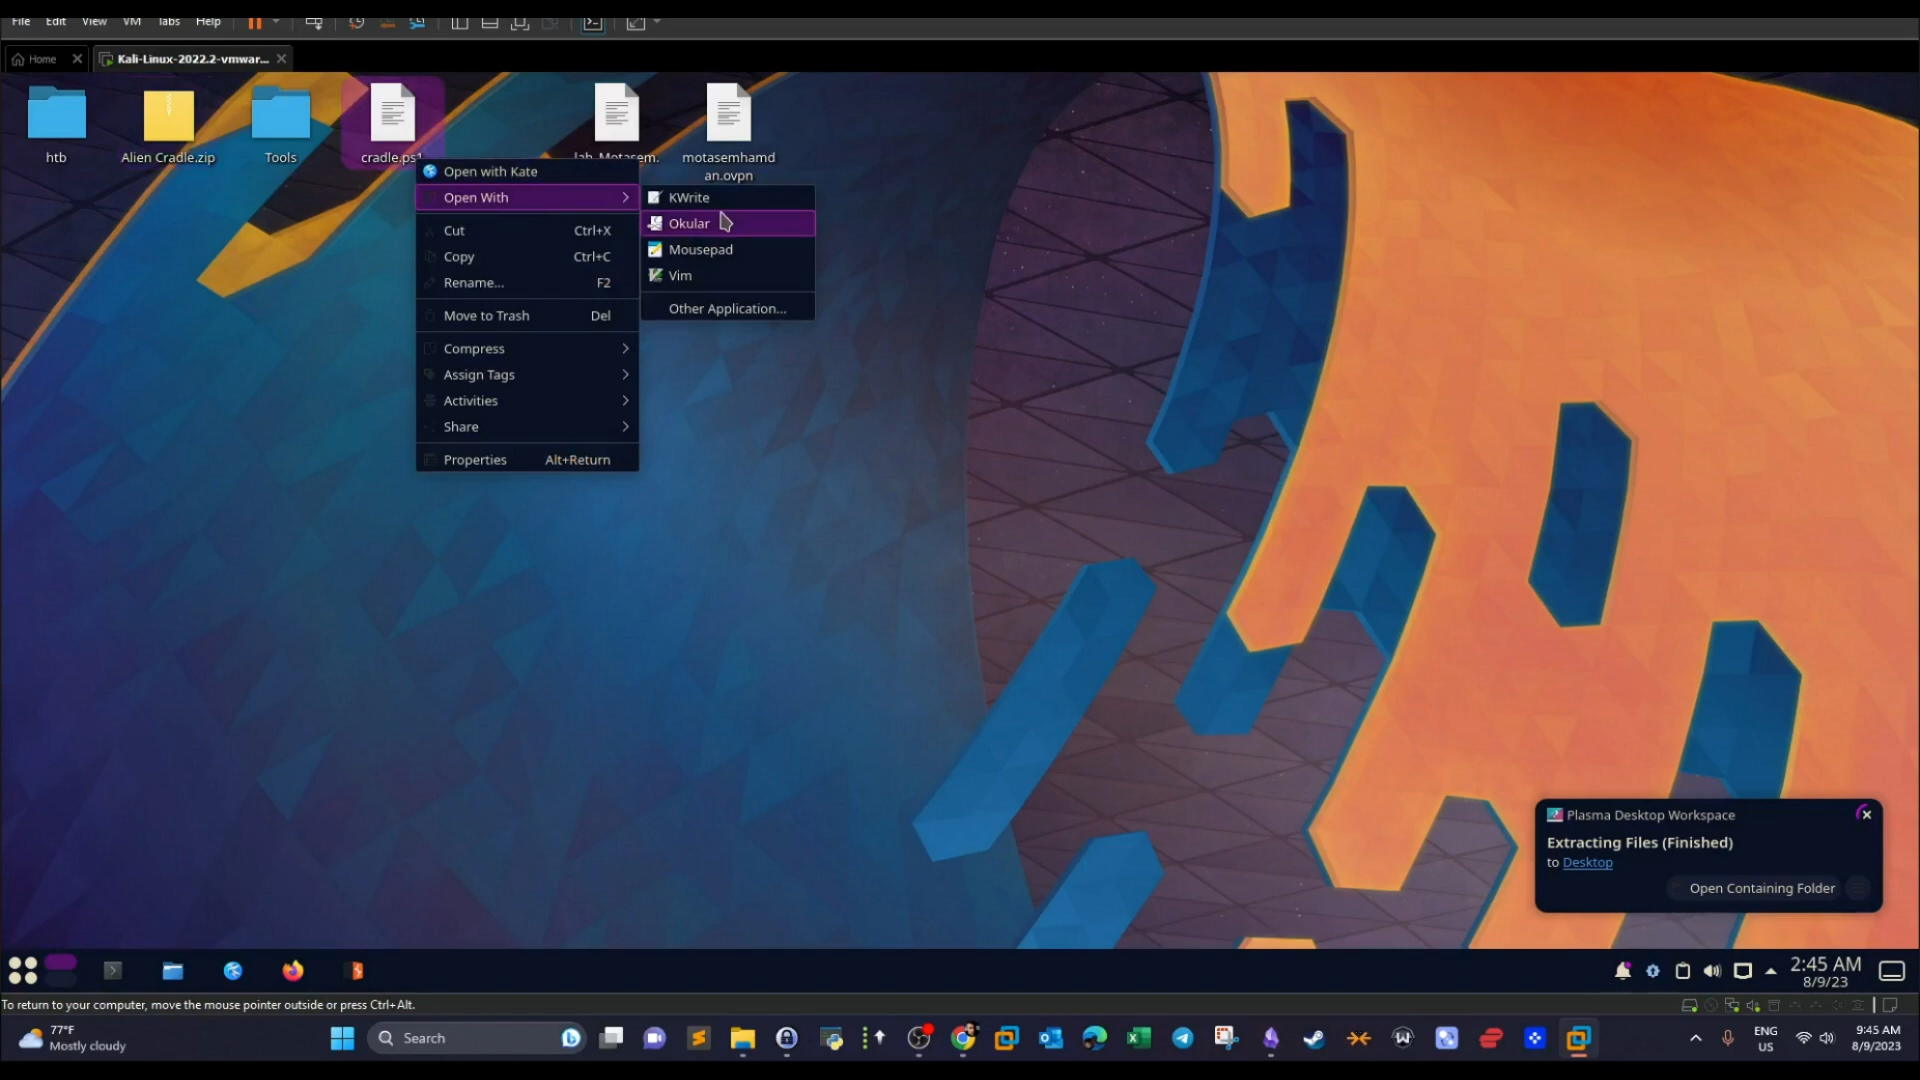 File Edit View VM Tabs Help
Home
Kali-Linux-2022.2-vmwar...
htb
Alien Cradle.zip
Tools
cradle.ps1
lab_Motasem.
motasemhamd
an.ovpn
Open with Kate
Open With
Cut Ctrl+X
Copy Ctrl+C
Rename... F2
Move to Trash Del
Compress
Assign Tags
Activities
Share
Properties Alt+Return
KWrite
Okular
Mousepad
Vim
Other Application...
Plasma Desktop Workspace
Extracting Files (Finished)
to Desktop
Open Containing Folder
2:45 AM
8/9/23
To return to your computer, move the mouse pointer outside or press Ctrl+Alt.
77°F
Mostly cloudy
Search
ENG
US
9:45 AM
8/9/2023